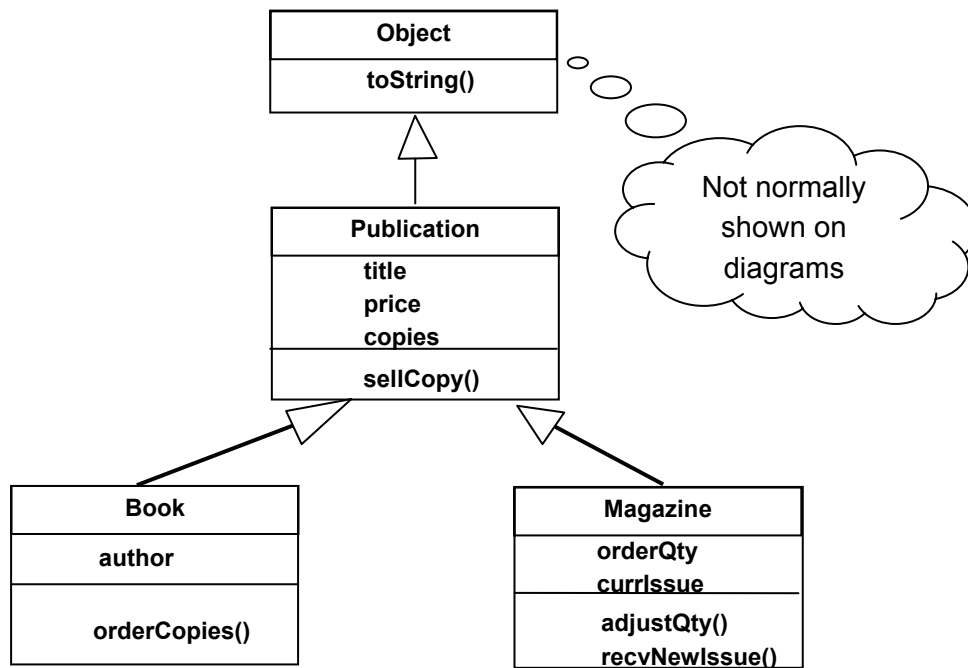 Object
toString()
Not normally
shown on
diagrams
Publication
title
price
copies
sellCopy()
Book
author
orderCopies()
Magazine
orderQty
currIssue
adjustQty()
recvNewIssue()